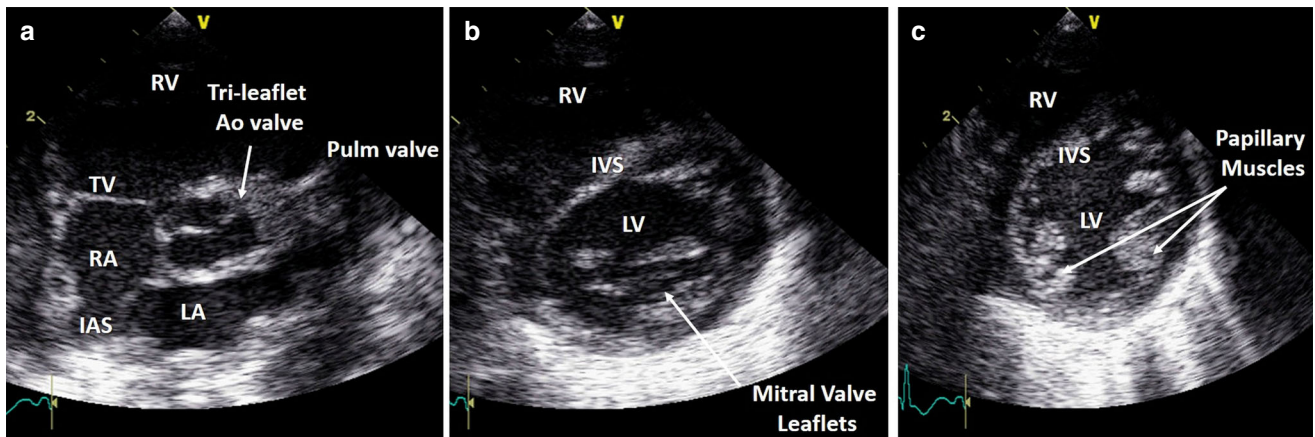 a
V
RV
Tri-leaflet
Ao valve
Pulm valve
2
TV
RA
LA
IAS
b
V
RV
IVS
LV
Mitral Valve
Leaflets
c
V
RV
2
IVS
Papillary
Muscles
LV